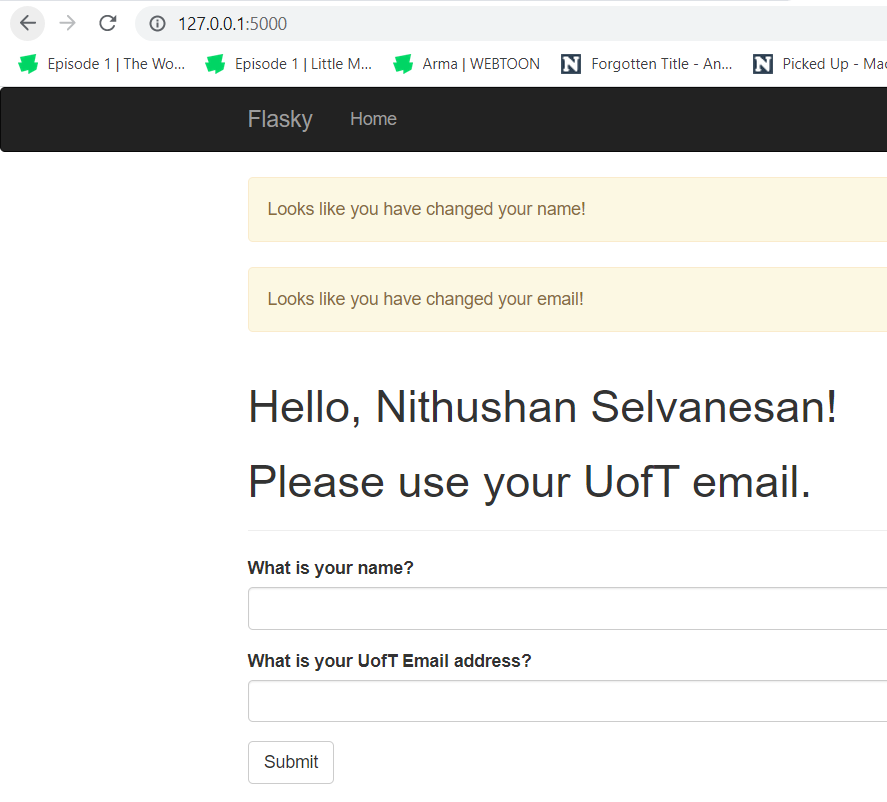 127.0.0.1:5000
Episode 1 | The Wo... Episode 1 | Little M... Arma | WEBTOON N Forgotten Title - An... N Picked Up - Mac
Flasky Home
Looks like you have changed your name!
Looks like you have changed your email!
Hello, Nithushan Selvanesan!
Please use your UofT email.
What is your name?
What is your UofT Email address?
Submit